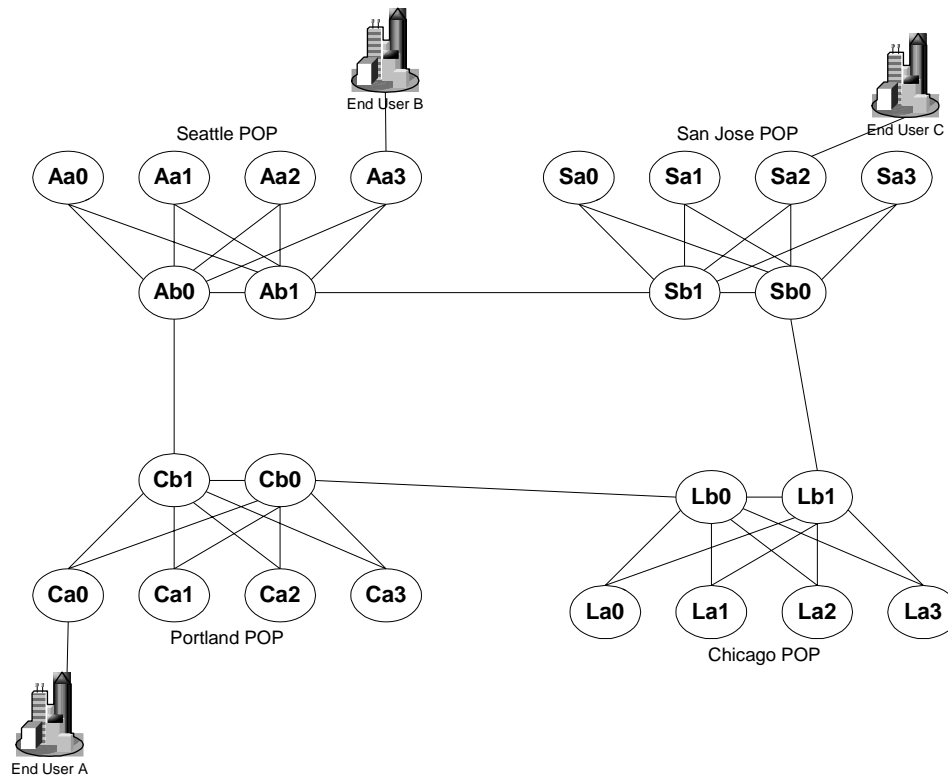 End User B
End User C
Seattle POP
San Jose POP
Aa0 Aa1 Aa2 Aa3
Sa0 Sa1 Sa2 Sa3
Ab0 Ab1
Sb1 Sb0
Cb1 Cb0
Lb0 Lb1
Ca0 Ca1 Ca2 Ca3
La0 La1 La2 La3
Portland POP
Chicago POP
End User A